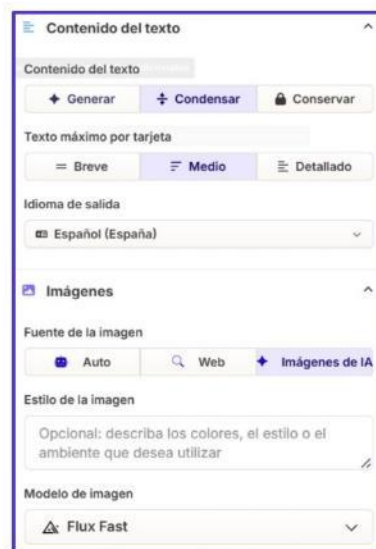 Contenido del texto
Contenido del texto
Generar Condensar Conservar
Texto máximo por tarjeta
Breve Medio Detallado
Idioma de salida
Español (España)
Imágenes
Fuente de la imagen
Auto Web Imágenes de IA
Estilo de la imagen
Opcional: describa los colores, el estilo o el
ambiente que desea utilizar
Modelo de imagen
Flux Fast